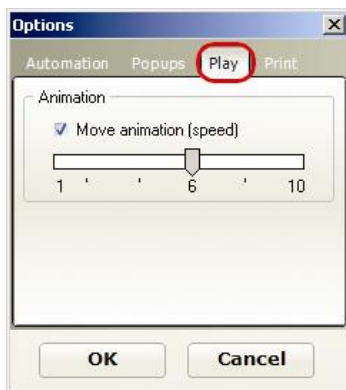 Options
Automation Popups Play Print
Animation
Move animation (speed)
1 6 10
OK Cancel